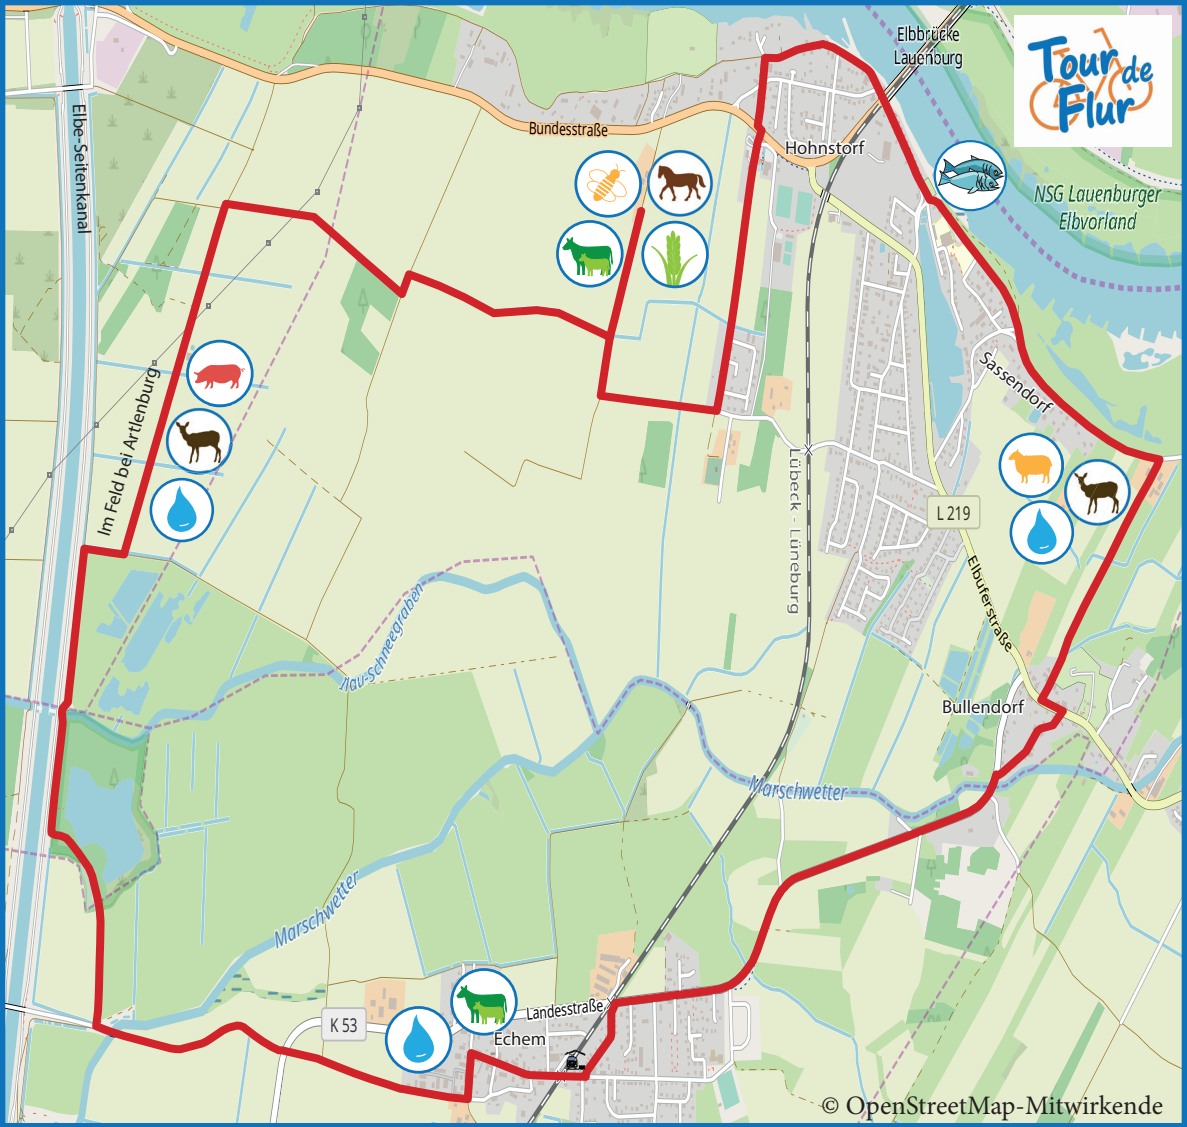 Elbbrücke
Lauenburg
Tour de
Flur
Elbe-Seitenkanal
Bundesstraße
Hohnstorf
NSG Lauenburger
Elbvorland
Im Feld bei Artlenburg
Sassendorf
Lübeck - Lüneburg
L 219
Elbuferstraße
Ilau-Schneegraben
Bullendorf
Marschwetter
Marschwetter
Landesstraße
K 53
Echem
© OpenStreetMap-Mitwirkende